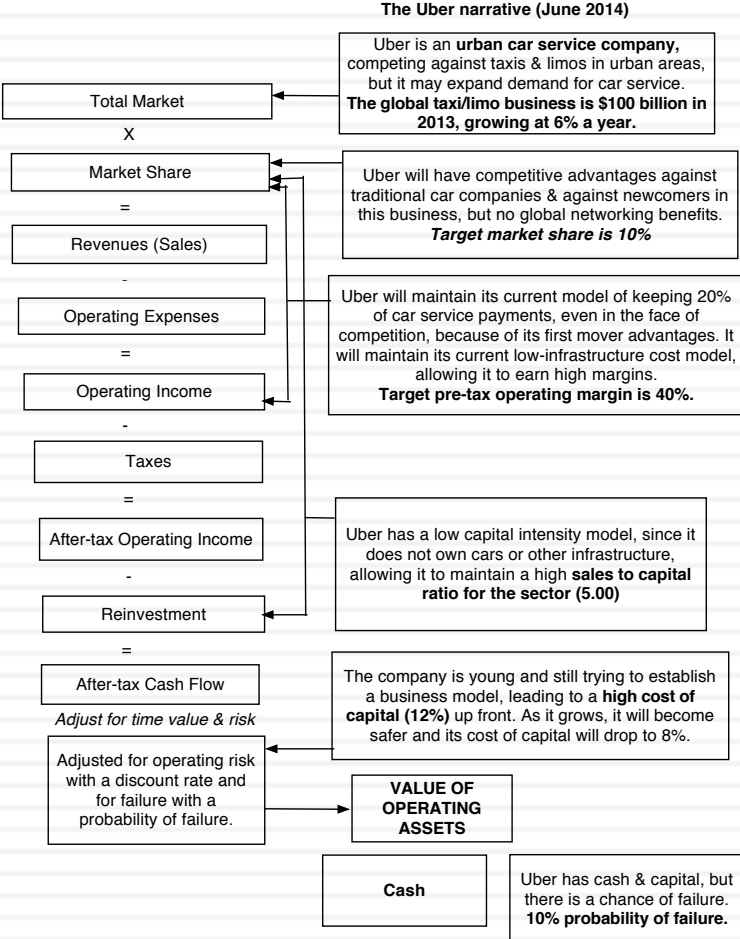 The Uber narrative (June 2014)
Uber is an urban car service company,
competing against taxis & limos in urban areas,
but it may expand demand for car service.
The global taxi/limo business is $100 billion in
2013, growing at 6% a year.
Total Market
X
Market Share
Uber will have competitive advantages against
traditional car companies & against newcomers in
this business, but no global networking benefits.
Target market share is 10%
=
Revenues (Sales)
-
Operating Expenses
Uber will maintain its current model of keeping 20%
of car service payments, even in the face of
competition, because of its first mover advantages. It
will maintain its current low-infrastructure cost model,
allowing it to earn high margins.
Target pre-tax operating margin is 40%.
=
Operating Income
-
Taxes
=
After-tax Operating Income
Uber has a low capital intensity model, since it
does not own cars or other infrastructure,
allowing it to maintain a high sales to capital
ratio for the sector (5.00)
-
Reinvestment
=
After-tax Cash Flow
The company is young and still trying to establish
a business model, leading to a high cost of
capital (12%) up front. As it grows, it will become
safer and its cost of capital will drop to 8%.
Adjust for time value & risk
Adjusted for operating risk
with a discount rate and
for failure with a
probability of failure.
VALUE OF
OPERATING
ASSETS
Cash
Uber has cash & capital, but
there is a chance of failure.
10% probability of failure.